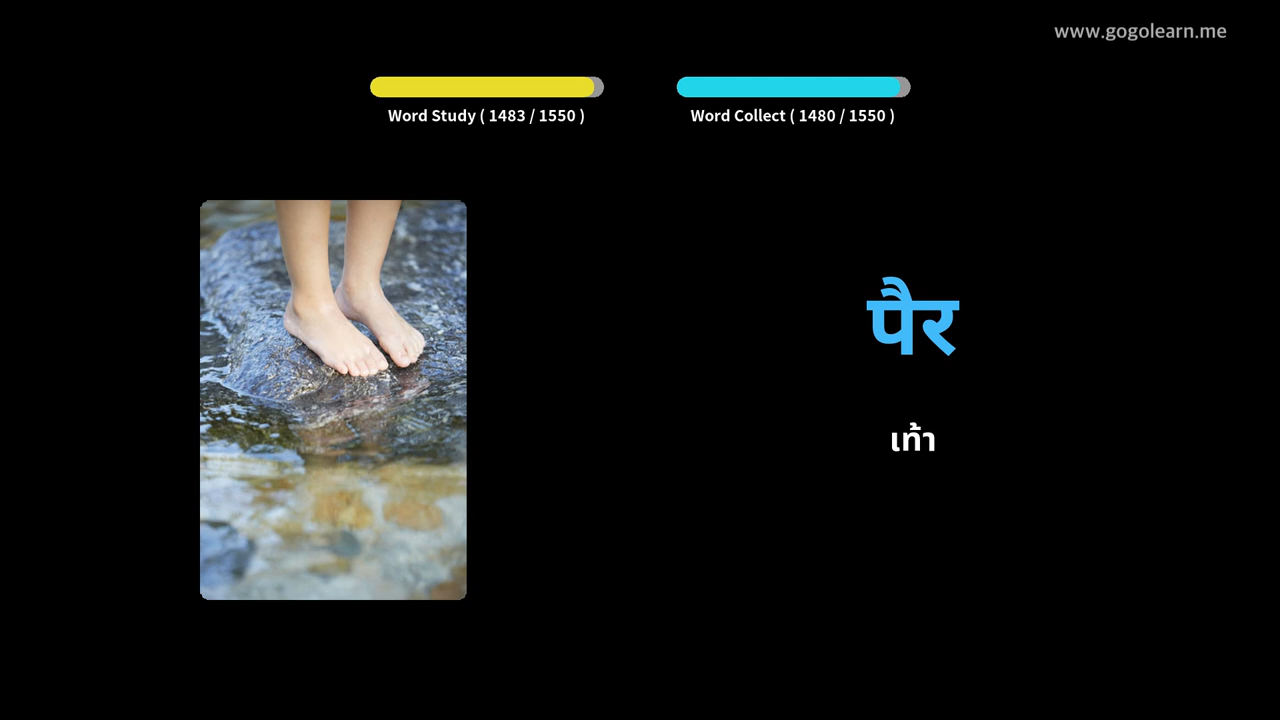 www.gogolearn.me
Word Study ( 1483 / 1550 )
Word Collect ( 1480 / 1550 )
पैर
เท้า